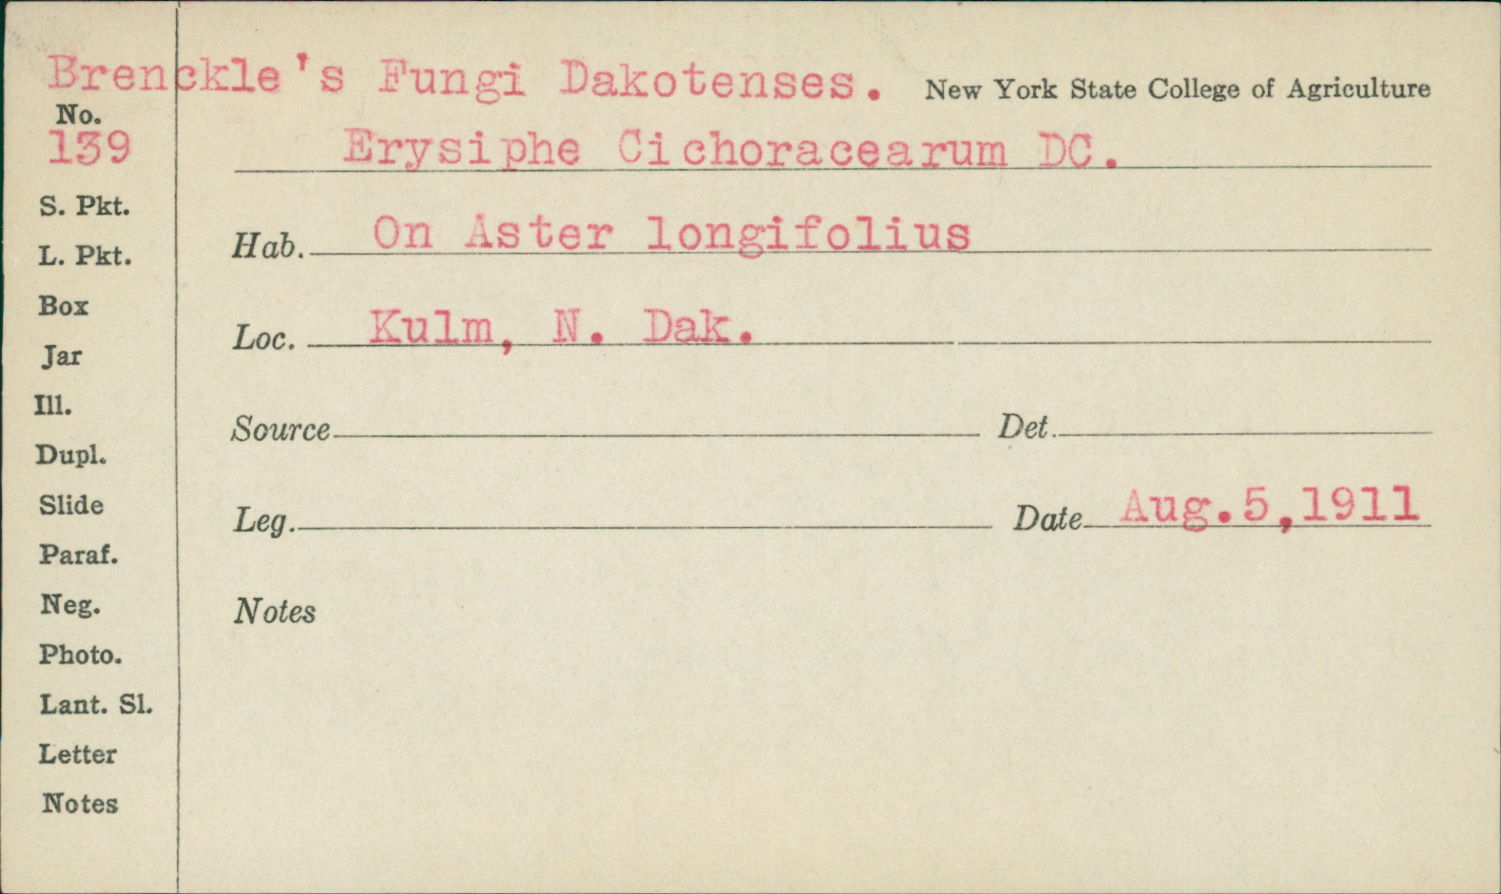 Brenckle's Fungi Dakotenses. New York State College of Agriculture
No.
139 Erysiphe Cichoracearum DC.
S. Pkt.
Hab. On Aster longifolius
L. Pkt.
Box
Loc. Kulm, N. Dak.
Jar
Ill.
Source Det.
Dupl.
Slide
Leg. Date Aug.5,1911
Paraf.
Neg.
Notes
Photo.
Lant. Sl.
Letter
Notes